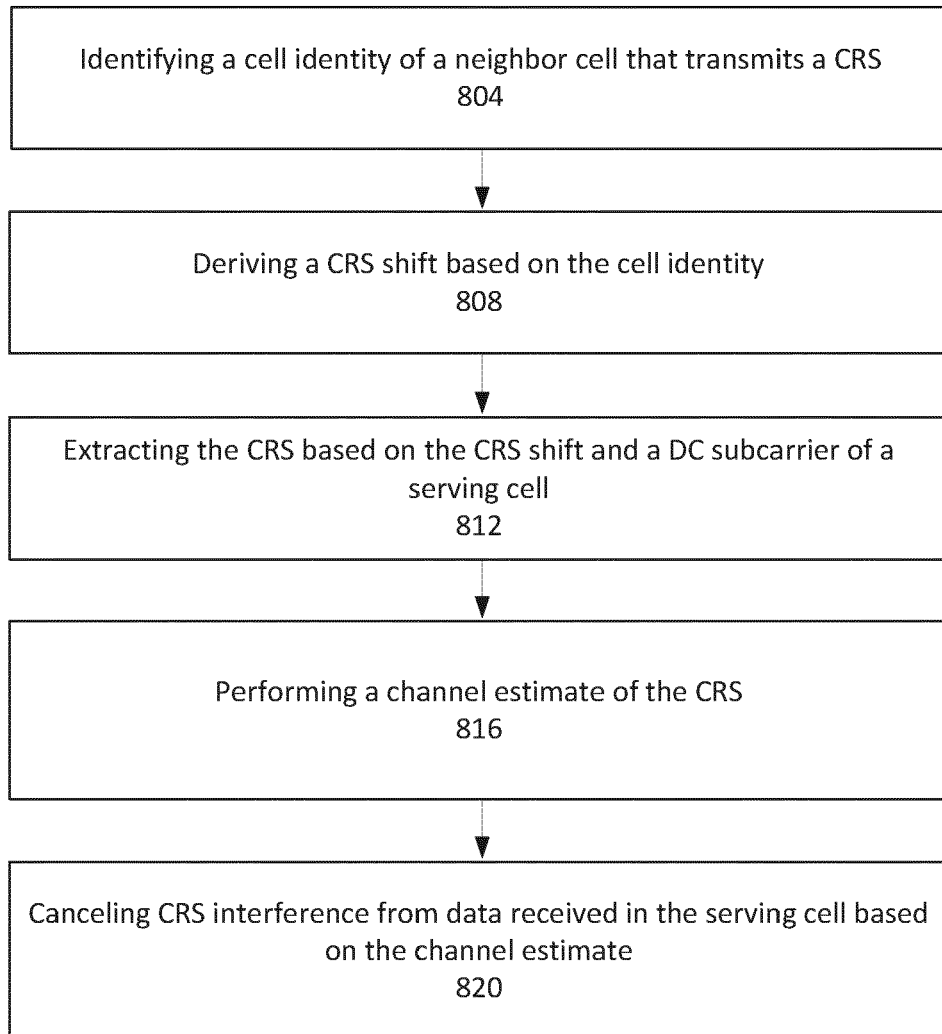 Identifying a cell identity of a neighbor cell that transmits a CRS
804
Deriving a CRS shift based on the cell identity
808
Extracting the CRS based on the CRS shift and a DC subcarrier of a
serving cell
812
Performing a channel estimate of the CRS
816
Canceling CRS interference from data received in the serving cell based
on the channel estimate
820